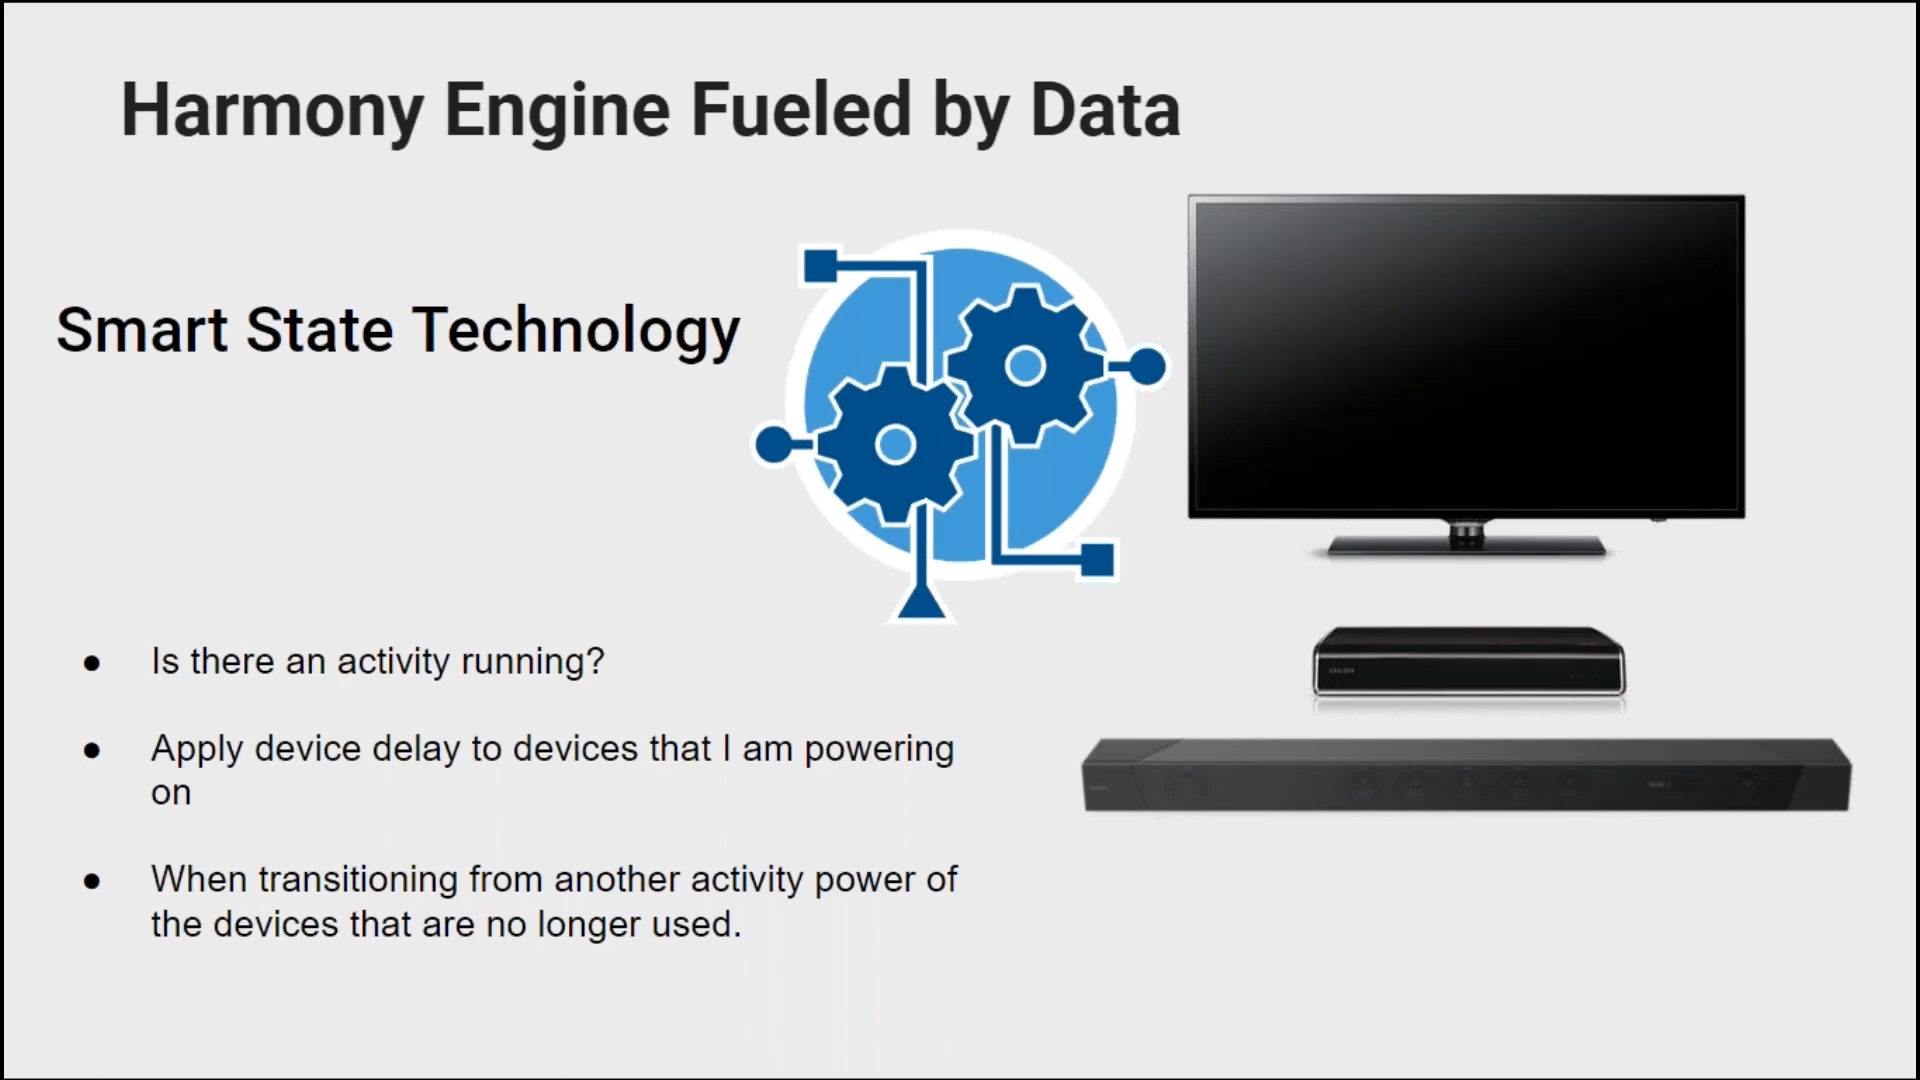 Harmony Engine Fueled by Data
Smart State Technology
● Is there an activity running?
● Apply device delay to devices that I am powering
on
● When transitioning from another activity power of
the devices that are no longer used.